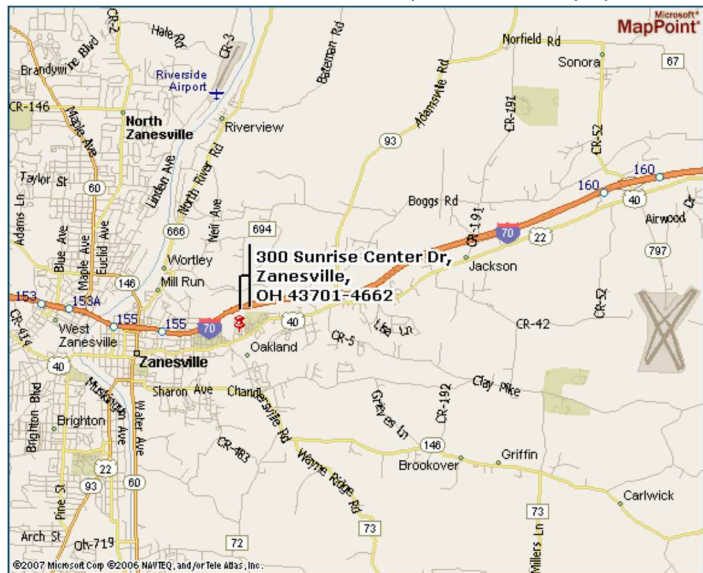 Microsoft®
MapPoint®
Norfield Rd
Sonora
67
CR-2
Hale Rd
CR-3
Bateman Rd
Brandywine Blvd
Riverside
Airport
Adamsville Rd
CR-191
CR-52
CR-146
Maple Ave
North
Zanesville
Riverview
93
160
160
Taylor St
60
Linden Ave
North River Rd
Boggs Rd
40
Airwood Dr
Adams Ln
Blue Ave
Maple Ave
Euclid Ave
666
Neir Ave
694
CR-191
70
22
797
300 Sunrise Center Dr,
Zanesville,
OH 43701-4662
Wortley
Jackson
146
Mill Run
153
153A
155
155
70
40
Lisa Ln
CR-5
CR-42
CR-52
CR-414
West
Zanesville
40
Zanesville
Oakland
Clay Pike
Muskingum Ave
Sharon Ave
Chandlersville Rd
Grieves Ln
CR-192
Brighton Blvd
Brighton
Water Ave
CR-483
146
Brookover
Griffin
22
93
60
Wayne Ridge Rd
Carlwick
Pine St
73
73
Millers Ln
Arch St
Oh-719
72
©2007 Microsoft Corp ©2006 NAVTEQ, and/or Tele Atlas, Inc.